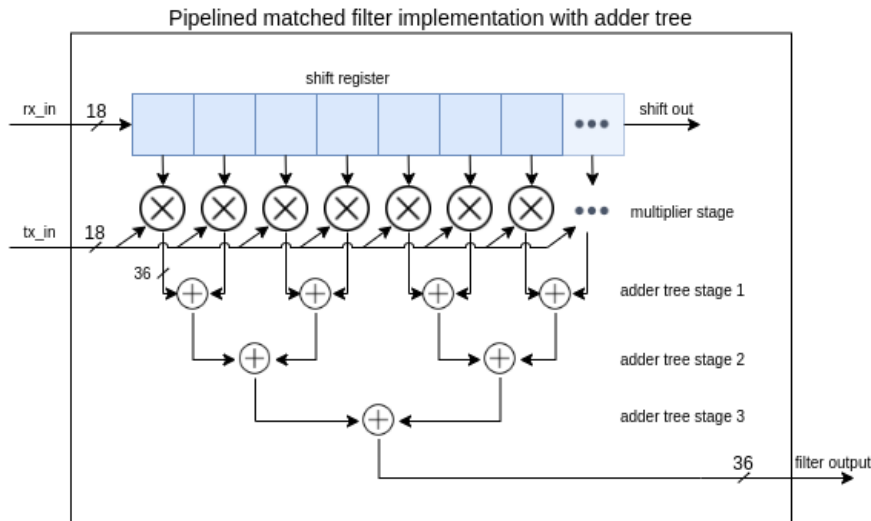 Pipelined matched filter implementation with adder tree
shift register
rx_in
18
shift out
multiplier stage
tx_in
18
36
adder tree stage 1
adder tree stage 2
adder tree stage 3
36
filter output